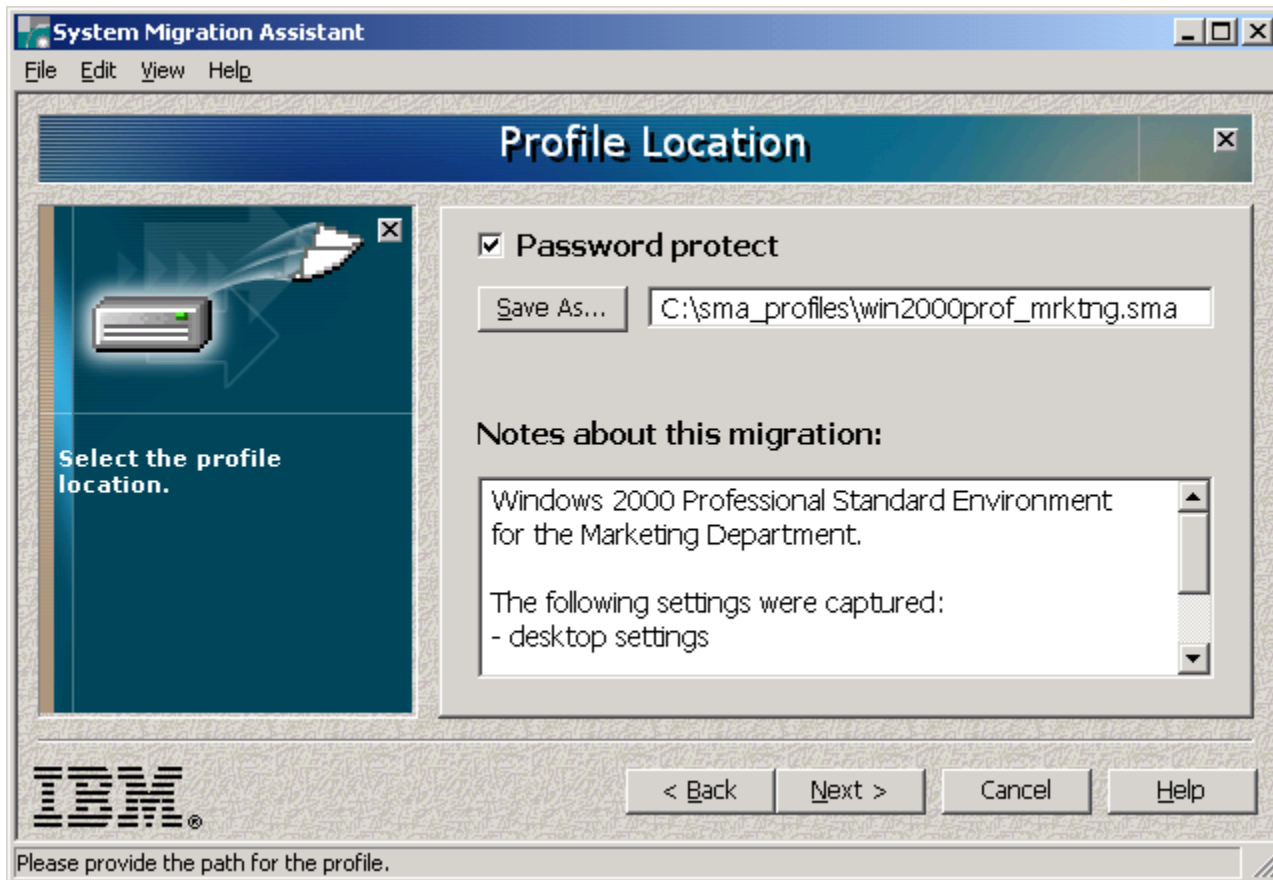 System Migration Assistant
File Edit View Help
Profile Location
Password protect
Save As... C:\sma_profiles\win2000prof_mrktng.sma
Select the profile
location.
Notes about this migration:
Windows 2000 Professional Standard Environment
for the Marketing Department.
The following settings were captured:
- desktop settings
IBM®
< Back Next > Cancel Help
Please provide the path for the profile.